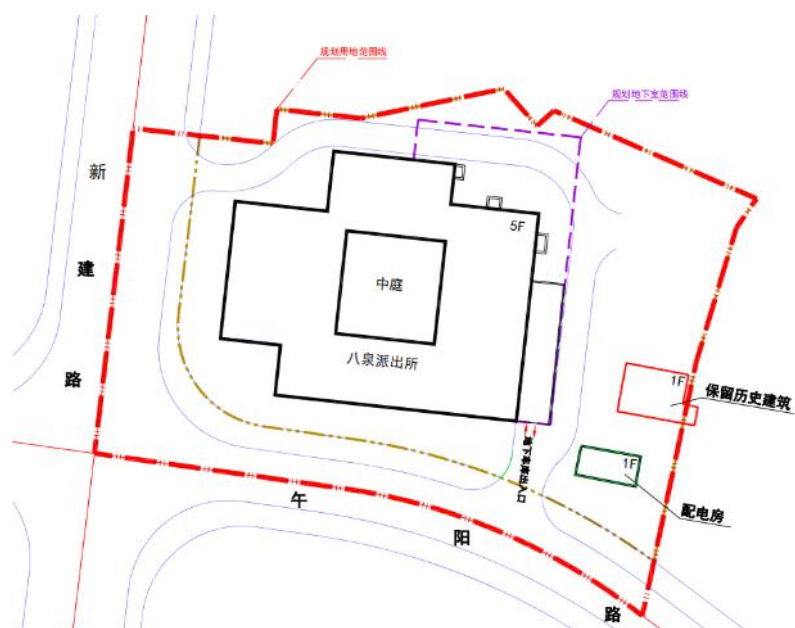 规划用地范围线
规划地下室范围线
新
建
路
5F
中庭
八泉派出所
1F
保留历史建筑
1F
配电房
地下车库出入口
午
阳
路